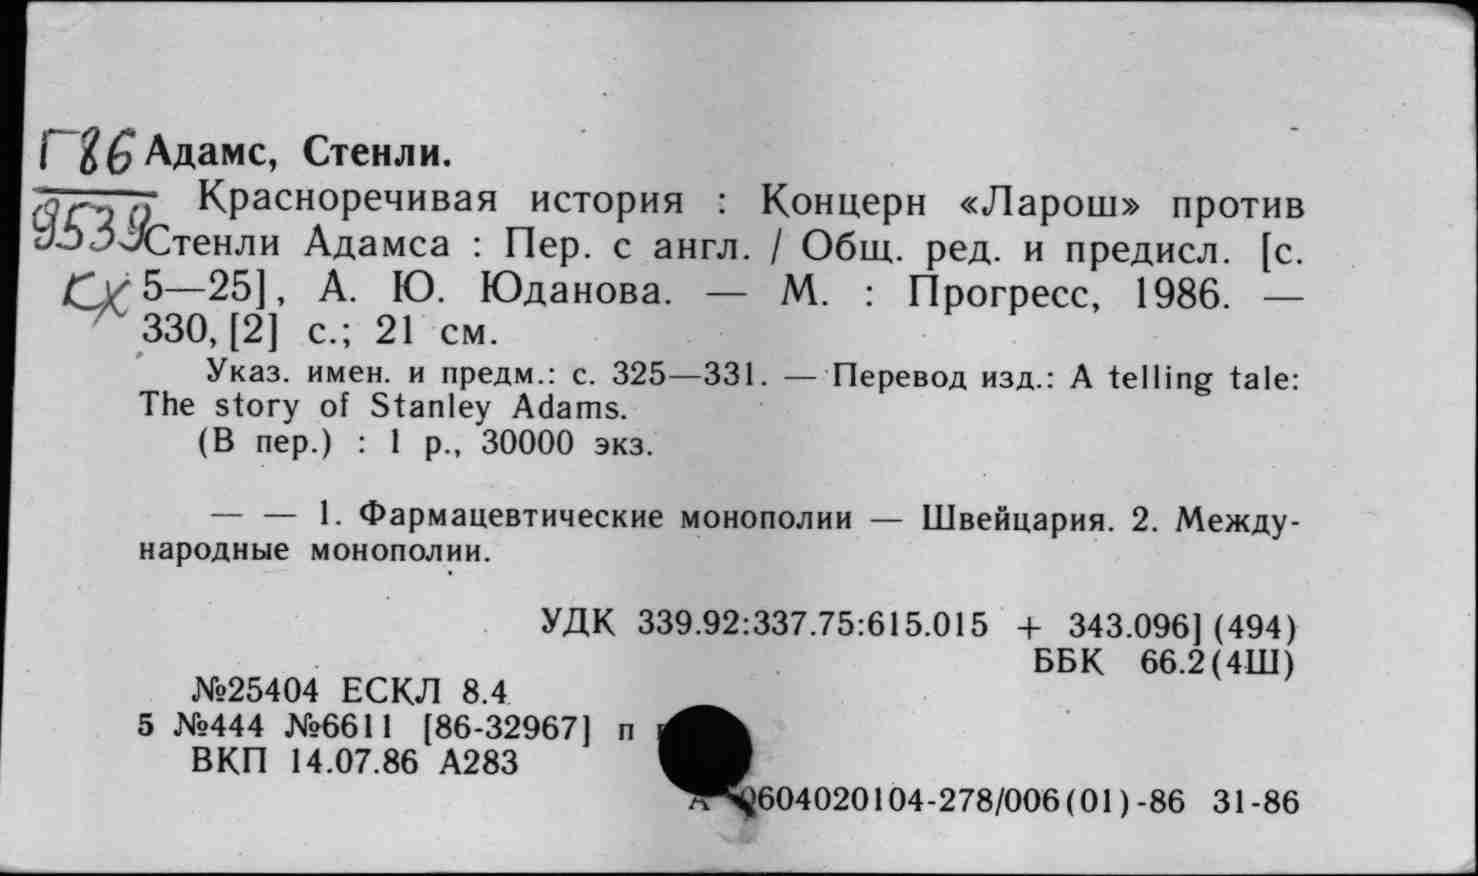 Г86 Адамс, Стенли.
9539 Красноречивая история : Концерн «Ларош» против
Стенли Адамса : Пер. с англ. / Общ. ред. и предисл. [с.
5—25], А. Ю. Юданова. — М. : Прогресс, 1986. —
330, [2] с.; 21 см.
Указ. имен. и предм.: с. 325—331. — Перевод изд.: A telling tale:
The story of Stanley Adams.
(В пер.) : 1 р., 30000 экз.
— — 1. Фармацевтические монополии — Швейцария. 2. Между-
народные монополии.
УДК 339.92:337.75:615.015 + 343.096] (494)
ББК 66.2(4Ш)
№25404 ЕСКЛ 8.4
5 №444 №6611 [86-32967] п
ВКП 14.07.86 А283
0604020104-278/006(01)-86 31-86